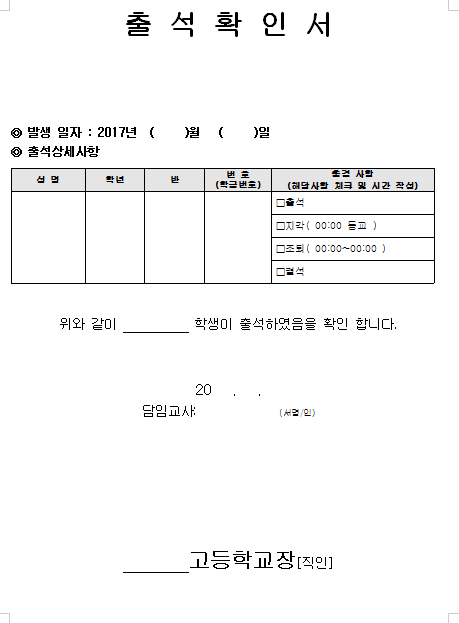 출 석 확 인 서
◎ 발생 일자 : 2017년 ( )월 ( )일
◎ 출석상세사항
성 명 학년 반 번 호 (학급번호) 출결 사항 (해당사항 체크 및 시간 작성)
□출석
□지각( 00:00 등교 )
□조퇴( 00:00~00:00 )
□결석
위와 같이 ________ 학생이 출석하였음을 확인 합니다.
20 . .
담임교사: (서명/인)
________고등학교장[직인]